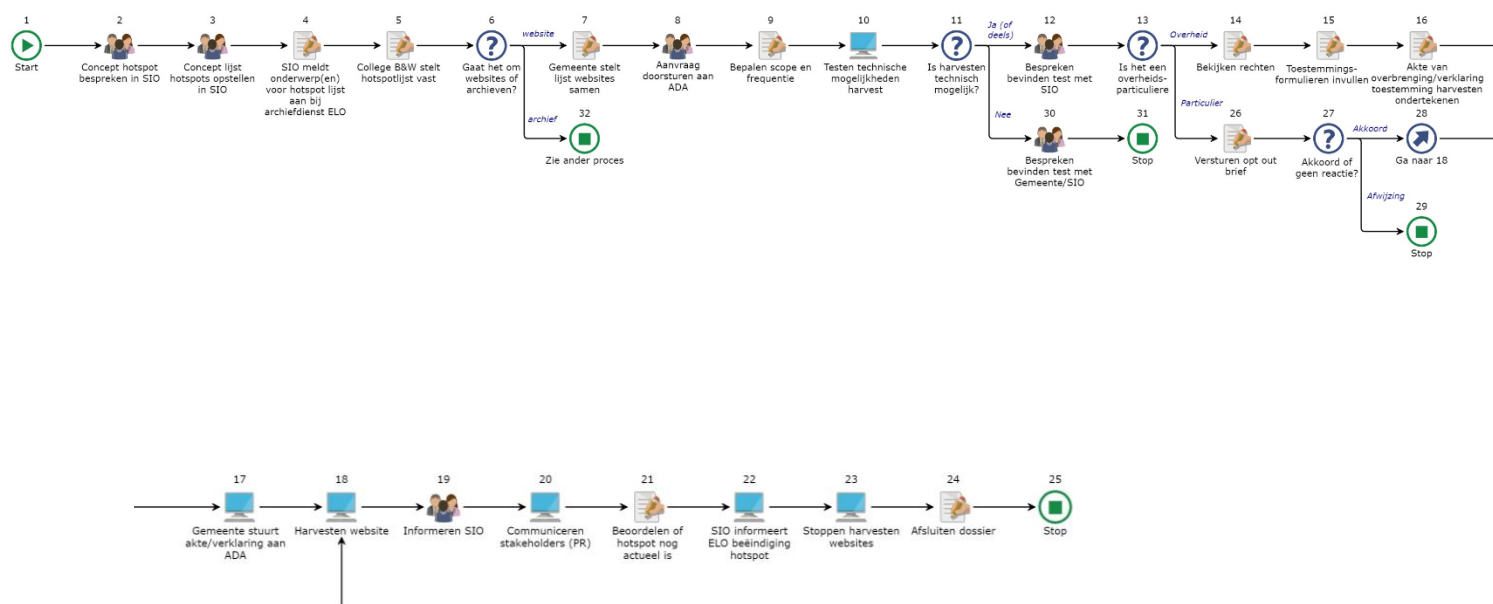 1
Start
2
Concept hotspot
bespreken in SIO
3
Concept lijst
hotspots opstellen
in SIO
4
SIO meldt
onderwerp(en)
voor hotspot lijst
aan bij
archiefdienst ELO
5
College B&W stelt
hotspotlijst vast
6
Gaat het om
websites of
archieven?
website
archief
7
Gemeente stelt
lijst websites
samen
8
Aanvraag
doorsturen aan
ADA
9
Bepalen scope en
frequentie
10
Testen technische
mogelijkheden
harvest
11
Is harvesten
technisch
mogelijk?
Ja (of
deels)
Nee
12
Bespreken
bevinden test met
SIO
13
Is het een
overheids-
particuliere
Overheid
Particulier
14
Bekijken rechten
15
Toestemmings-
formulieren invullen
16
Akte van
overbrenging/verklaring
toestemming harvesten
ondertekenen
32
Zie ander proces
30
Bespreken
bevinden test met
Gemeente/SIO
31
Stop
26
Versturen opt out
brief
27
Akkoord of
geen reactie?
Akkoord
Afwijzing
28
Ga naar 18
29
Stop
17
Gemeente stuurt
akte/verklaring aan
ADA
18
Harvesten website
19
Informeren SIO
20
Communiceren
stakeholders (PR)
21
Beoordelen of
hotspot nog
actueel is
22
SIO informeert
ELO beëindiging
hotspot
23
Stoppen harvesten
websites
24
Afsluiten dossier
25
Stop